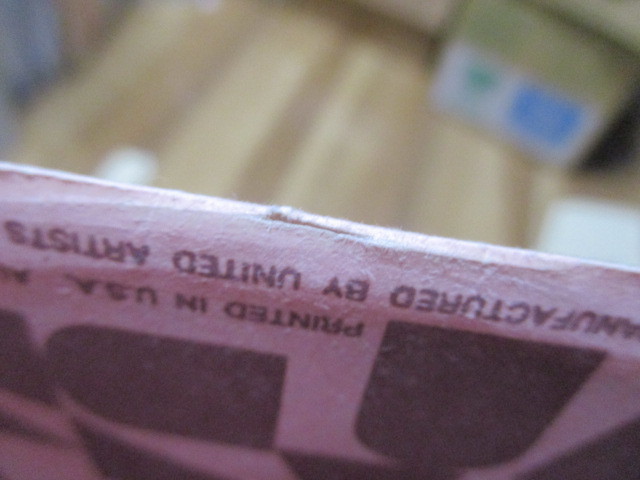 MANUFACTURED BY UNITED ARTISTS
PRINTED IN U.S.A.